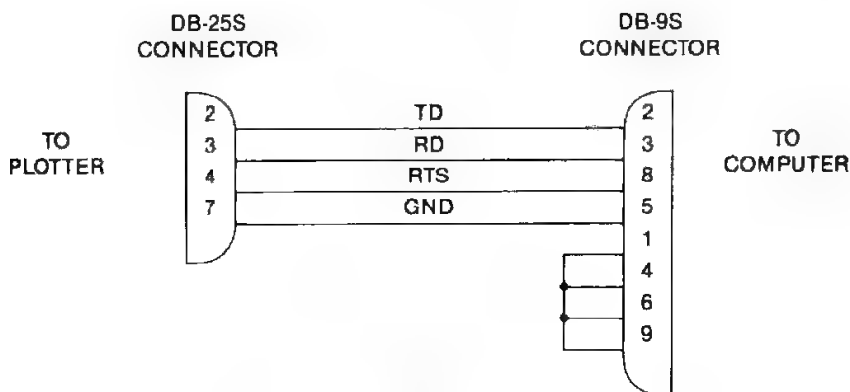 DB-25S
CONNECTOR
DB-9S
CONNECTOR
TO
PLOTTER
2
3
4
7
TD
RD
RTS
GND
2
3
8
5
1
4
6
9
TO
COMPUTER